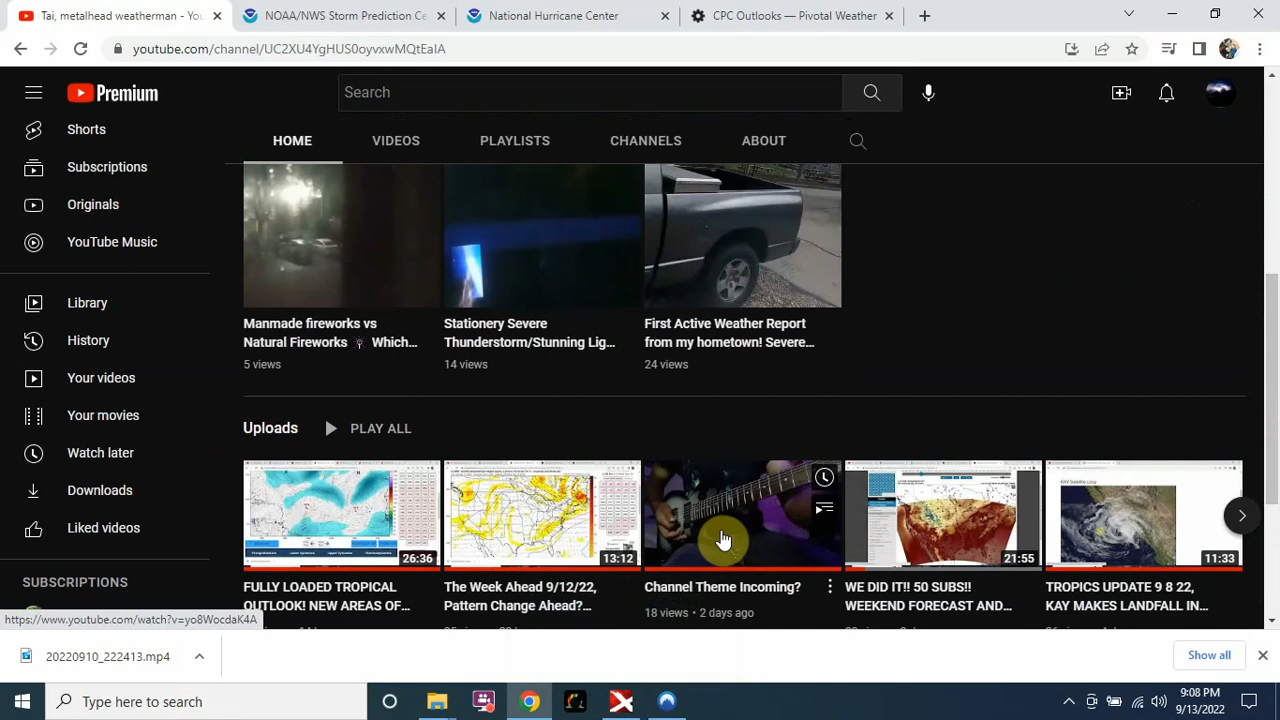 Tai, metalhead weatherman - You
NOAA/NWS Storm Prediction Ce
National Hurricane Center
CPC Outlooks — Pivotal Weather
youtube.com/channel/UC2XU4YgHUS0oyvxwMQtEaIA
Premium
Search
Shorts
Subscriptions
Originals
YouTube Music
Library
History
Your videos
Your movies
Watch later
Downloads
Liked videos
SUBSCRIPTIONS
HOME
VIDEOS
PLAYLISTS
CHANNELS
ABOUT
Manmade fireworks vs
Natural Fireworks 🎇 Which...
5 views
Stationery Severe
Thunderstorm/Stunning Lig...
14 views
First Active Weather Report
from my hometown! Severe...
24 views
Uploads
PLAY ALL
26:36
FULLY LOADED TROPICAL
OUTLOOK! NEW AREAS OF...
13:12
The Week Ahead 9/12/22,
Pattern Change Ahead?...
Channel Theme Incoming?
18 views • 2 days ago
21:55
WE DID IT!! 50 SUBS!!
WEEKEND FORECAST AND...
KAY Satellite Loop
11:33
TROPICS UPDATE 9 8 22,
KAY MAKES LANDFALL IN...
https://www.youtube.com/watch?v=yo8WocdaK4A
20220910_222413.mp4
Show all
Type here to search
9:08 PM
9/13/2022